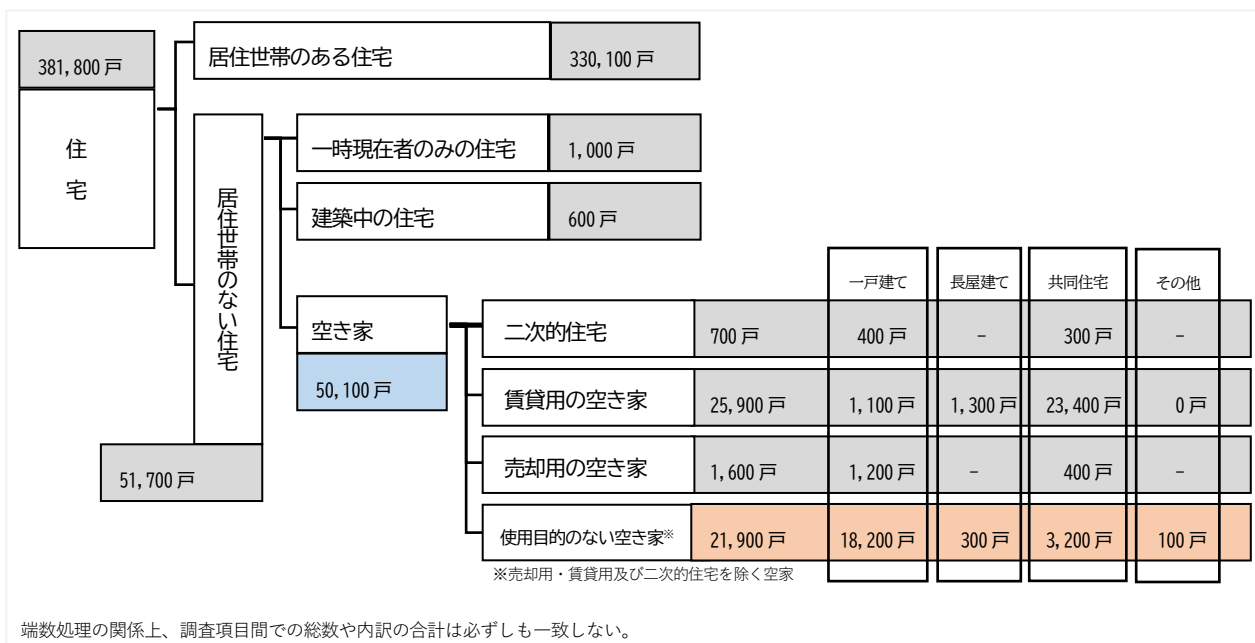 381,800戸
住宅
居住世帯のある住宅 330,100戸
居住世帯のない住宅
51,700戸
一時現在者のみの住宅 1,000戸
建築中の住宅 600戸
空き家
50,100戸
一戸建て 長屋建て 共同住宅 その他
二次的住宅 700戸 400戸 － 300戸 －
賃貸用の空き家 25,900戸 1,100戸 1,300戸 23,400戸 0戸
売却用の空き家 1,600戸 1,200戸 － 400戸 －
使用目的のない空き家※ 21,900戸 18,200戸 300戸 3,200戸 100戸
※売却用・賃貸用及び二次的住宅を除く空家
端数処理の関係上、調査項目間での総数や内訳の合計は必ずしも一致しない。